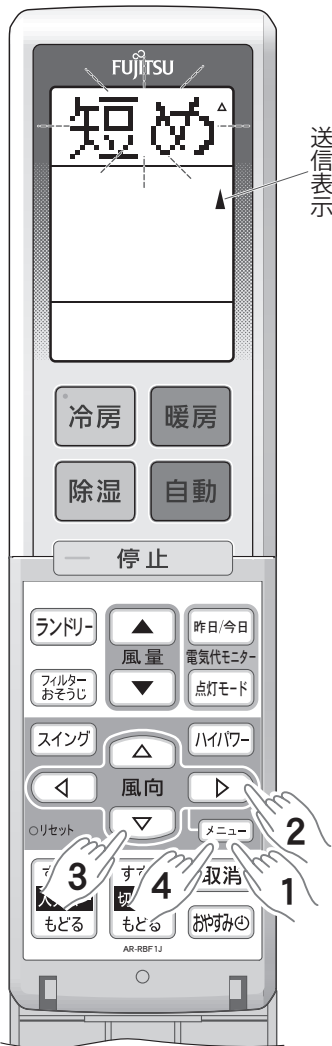 FUJITSU
短め
送信表示
冷房
暖房
除湿
自動
停止
ランドリー
風量
昨日/今日
電気代モニター
点灯モード
フィルター
おそうじ
スイング
ハイパワー
風向
リセット
メニュー
2
3
4
取消
1
もどる
もどる
おやすみ
AR-RBF1J